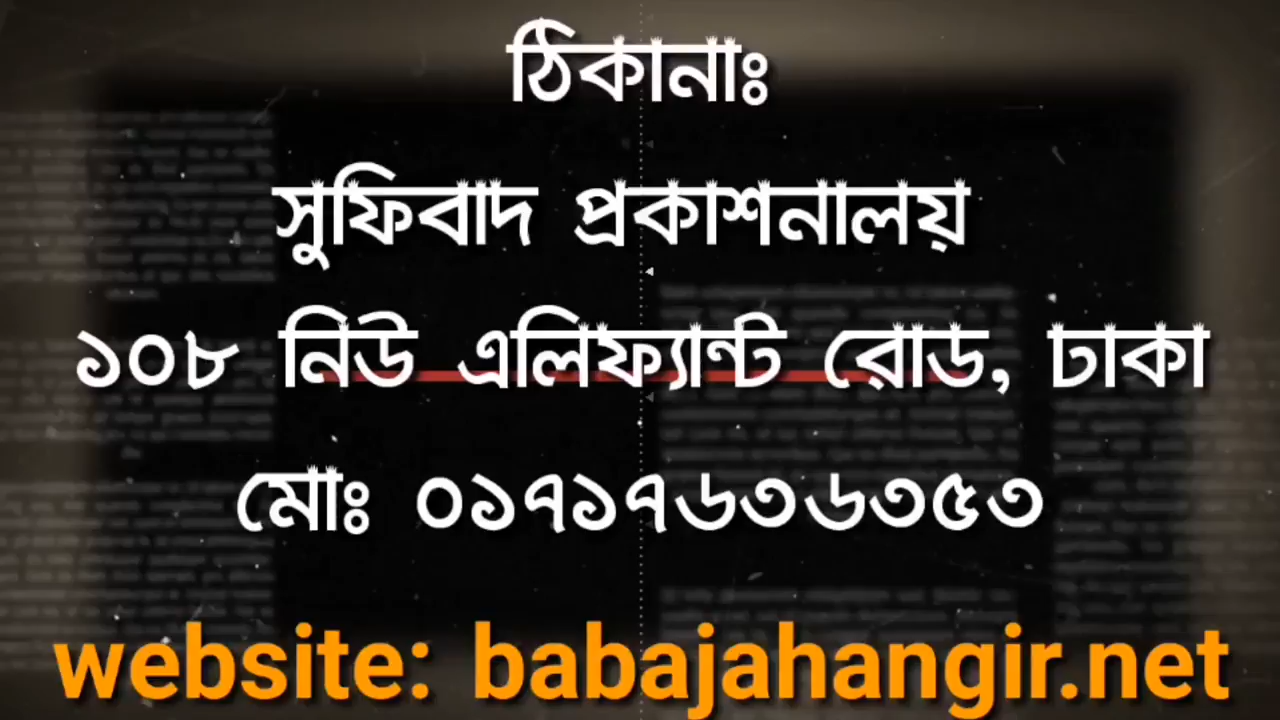 ঠিকানাঃ
সুফিবাদ প্রকাশনালয়
১০৮ নিউ এলিফ্যান্ট রোড, ঢাকা
মোঃ ০১৭১৭৬৩৬৩৫৩
website: babajahangir.net